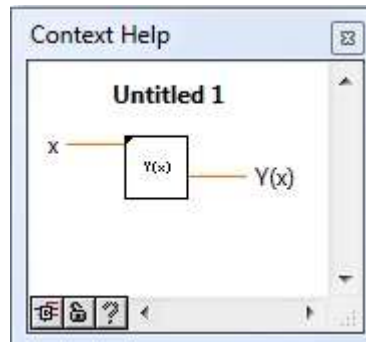 Context Help
Untitled 1
x
Y(x)
Y(x)
?